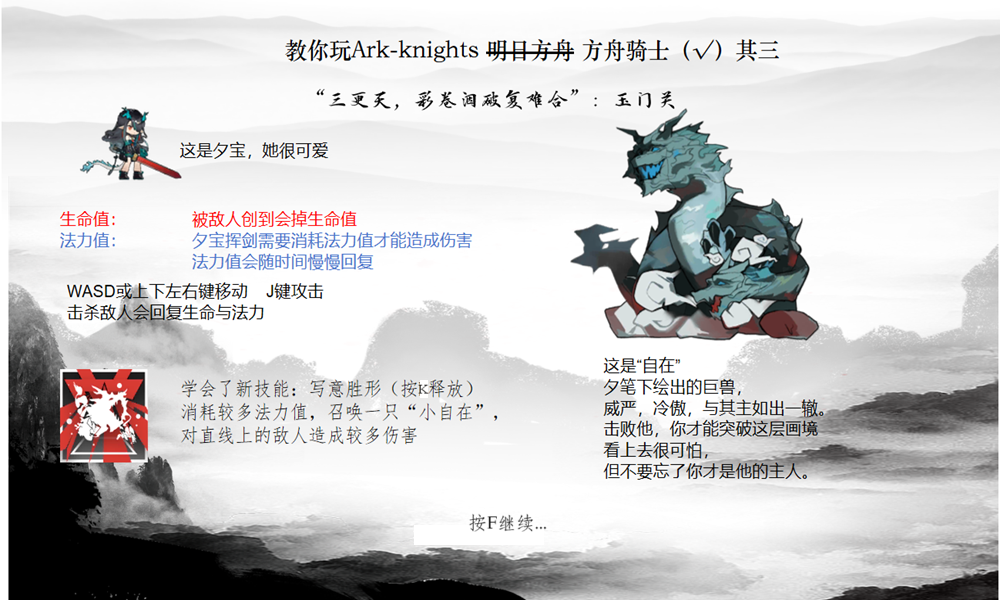 教你玩Ark-knights 明日方舟 方舟骑士（√）其三
“三更天，彩卷润破复难合”：玉门关
这是夕宝，她很可爱
生命值： 被敌人创到会掉生命值
法力值： 夕宝挥剑需要消耗法力值才能造成伤害
法力值会随时间慢慢回复
WASD或上下左右键移动 J键攻击
击杀敌人会回复生命与法力
学会了新技能：写意胜形（按k释放）
消耗较多法力值，召唤一只“小自在”，
对直线上的敌人造成较多伤害
这是“自在”
夕笔下绘出的巨兽，
威严，冷傲，与其主如出一辙。
击败他，你才能突破这层画境
看上去很可怕，
但不要忘了你才是他的主人。
按F继续...